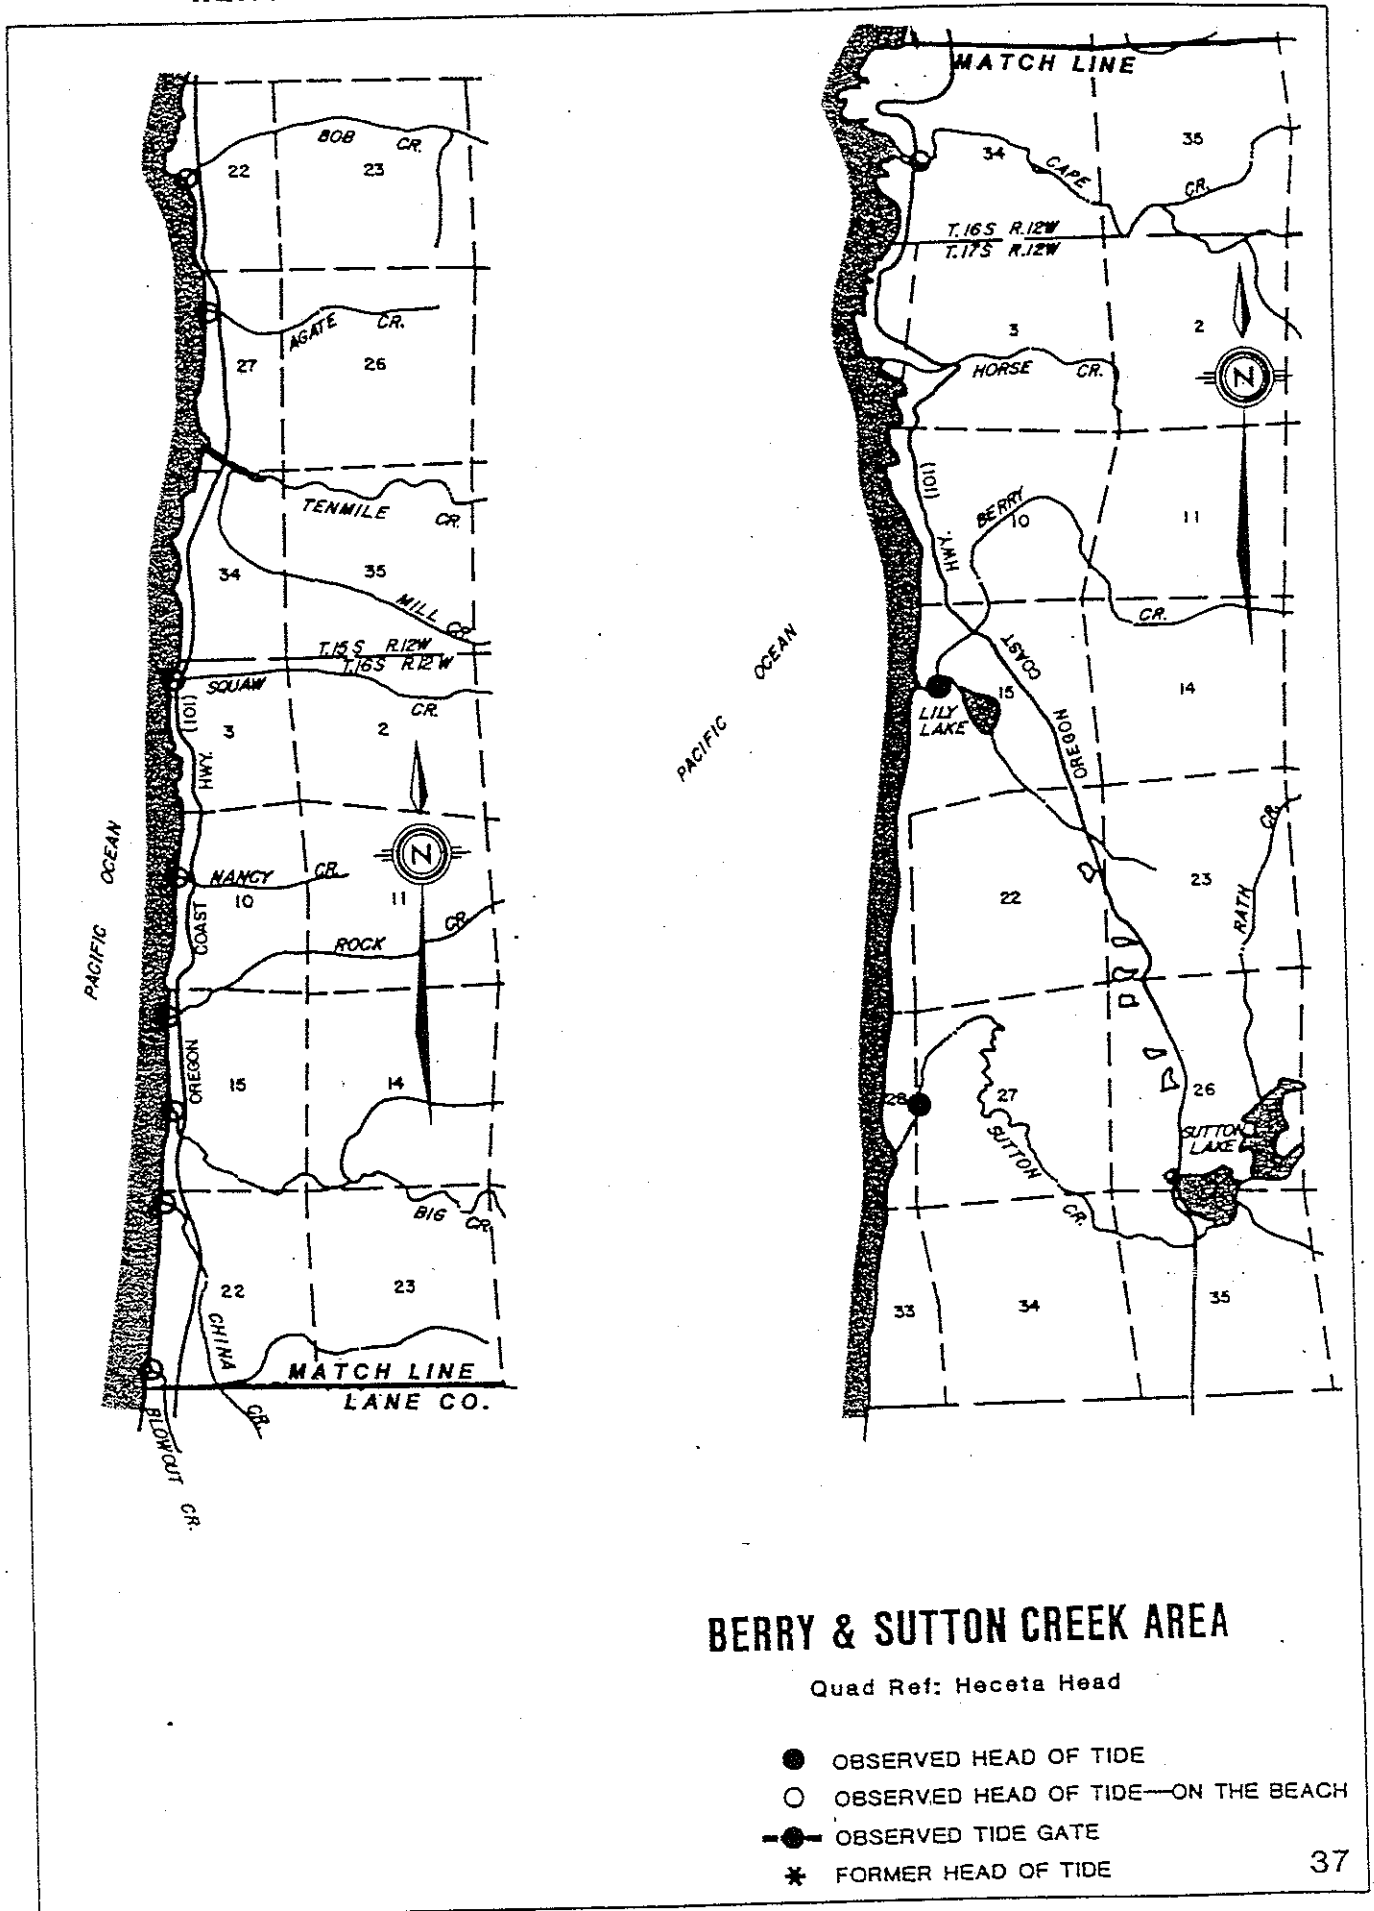 BOB CR.
22
23
AGATE CR.
27
26
TENMILE CR.
34
35
MILL CR.
T.15S R.12W
T.16S R.12W
SQUAW CR.
(101)
3
2
HWY.
N
PACIFIC OCEAN
NANCY CR.
10
11
COAST
ROCK CR.
OREGON
15
14
BIG CR.
22
23
CHINA CR.
MATCH LINE
LANE CO.
BLOWOUT CR.
MATCH LINE
34
35
CAPE CR.
T.16S R.12W
T.17S R.12W
3
2
N
HORSE CR.
(101)
HWY.
BERRY CR.
10
11
COAST
PACIFIC OCEAN
LILY
LAKE
15
14
OREGON
22
23
RATH CR.
28
27
26
SUTTON CR.
SUTTON
LAKE
33
34
35
BERRY & SUTTON CREEK AREA
Quad Ref: Heceta Head
OBSERVED HEAD OF TIDE
OBSERVED HEAD OF TIDE—ON THE BEACH
OBSERVED TIDE GATE
FORMER HEAD OF TIDE
37